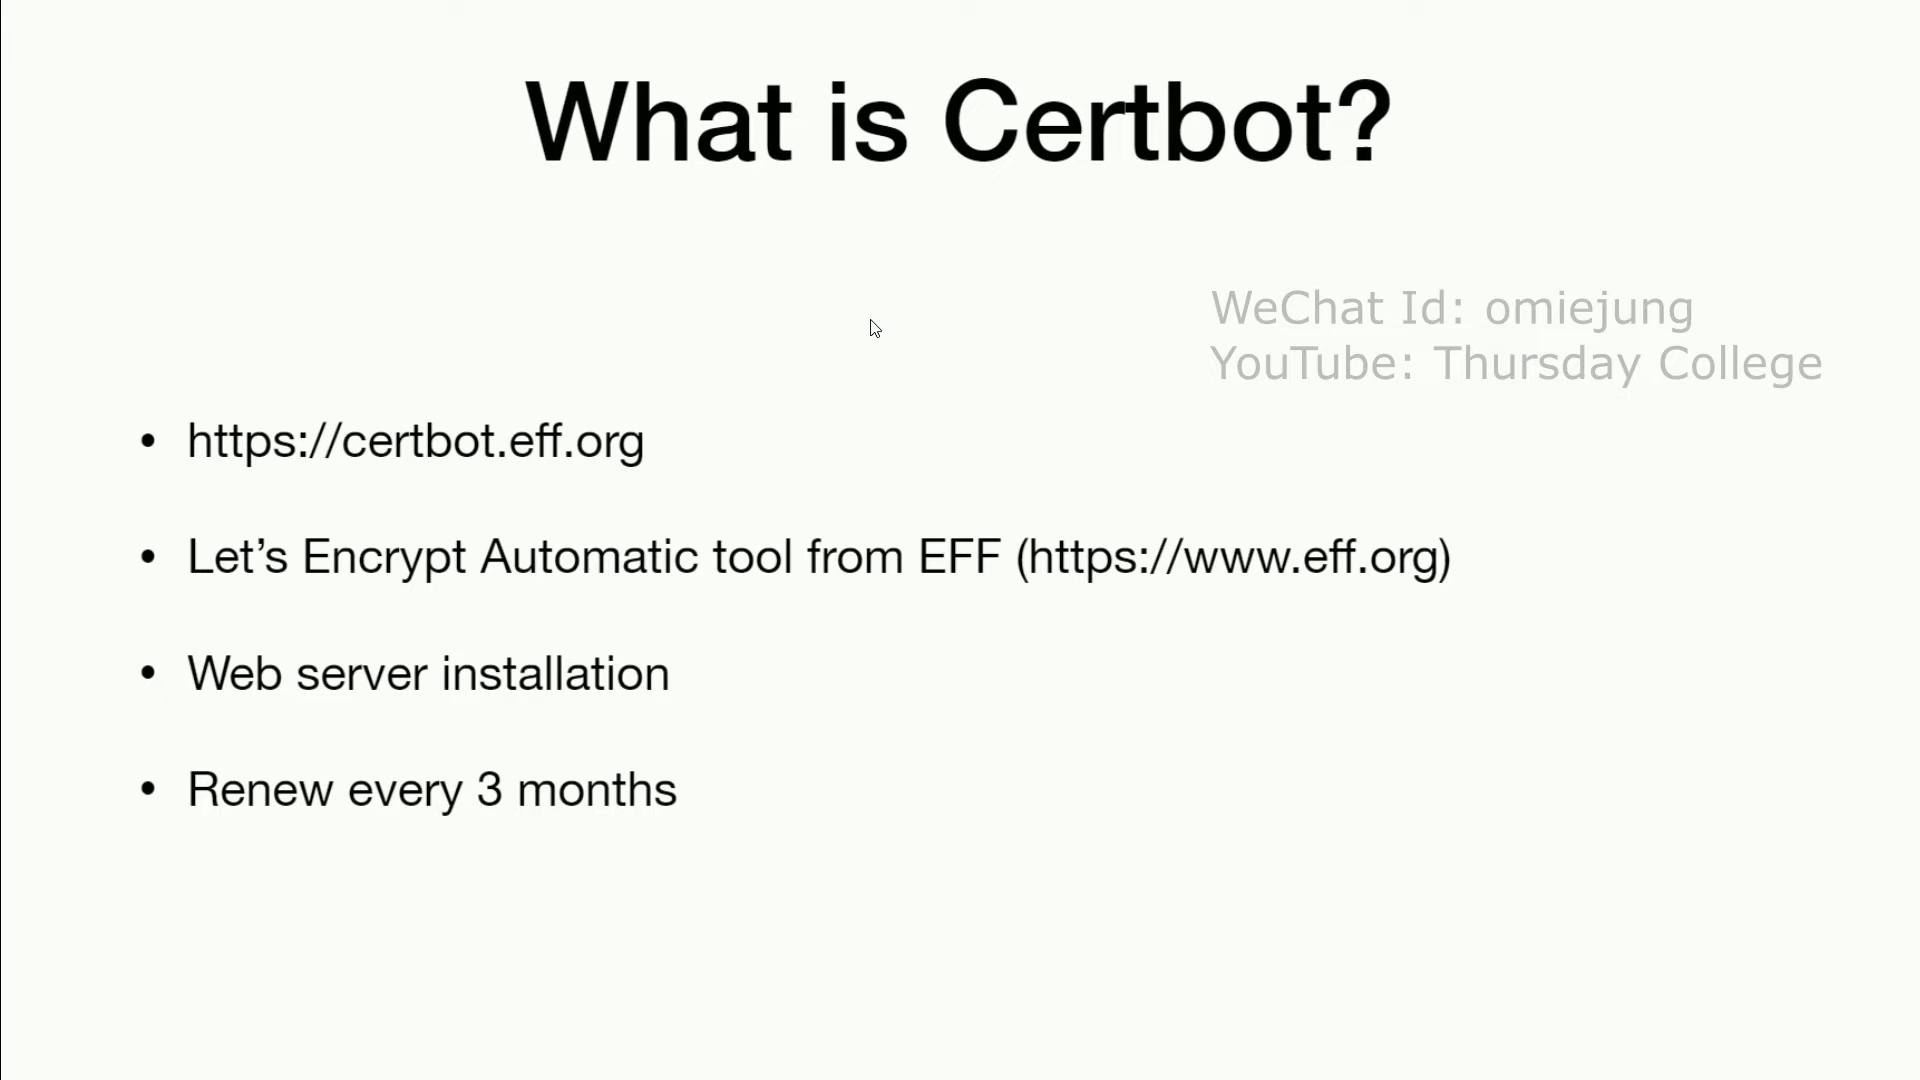 What is Certbot?
WeChat Id: omiejung
YouTube: Thursday College
• https://certbot.eff.org
• Let’s Encrypt Automatic tool from EFF (https://www.eff.org)
• Web server installation
• Renew every 3 months